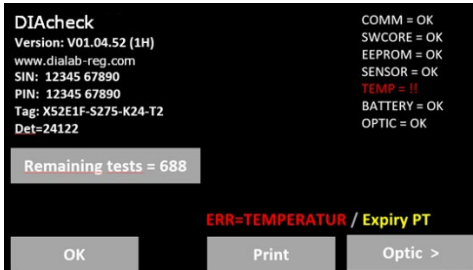 DIAcheck
Version: V01.04.52 (1H)
www.dialab-reg.com
SIN: 12345 67890
PIN: 12345 67890
Tag: X52E1F-S275-K24-T2
Det=24122
COMM = OK
SWCORE = OK
EEPROM = OK
SENSOR = OK
TEMP = !!
BATTERY = OK
OPTIC = OK
Remaining tests = 688
ERR=TEMPERATUR / Expiry PT
OK
Print
Optic >